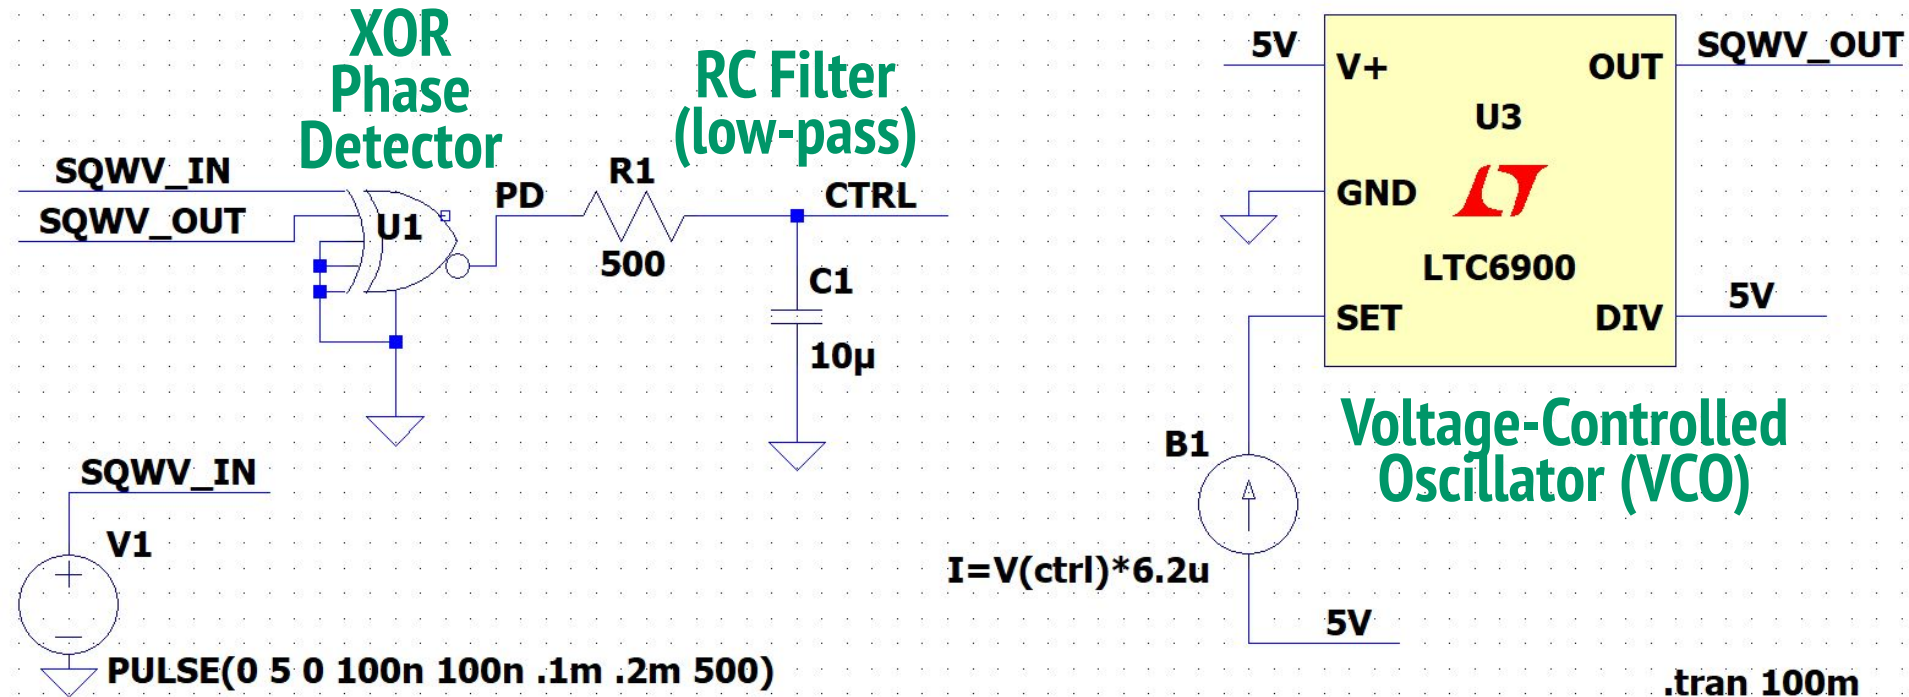 XOR
Phase
Detector
RC Filter
(low-pass)
SQWV_IN
SQWV_OUT
U1
PD
R1
500
CTRL
C1
10µ
SQWV_IN
V1
PULSE(0 5 0 100n 100n .1m .2m 500)
5V
V+
OUT
SQWV_OUT
U3
GND
LTC6900
SET
DIV
5V
Voltage-Controlled
Oscillator (VCO)
B1
I=V(ctrl)*6.2u
5V
.tran 100m